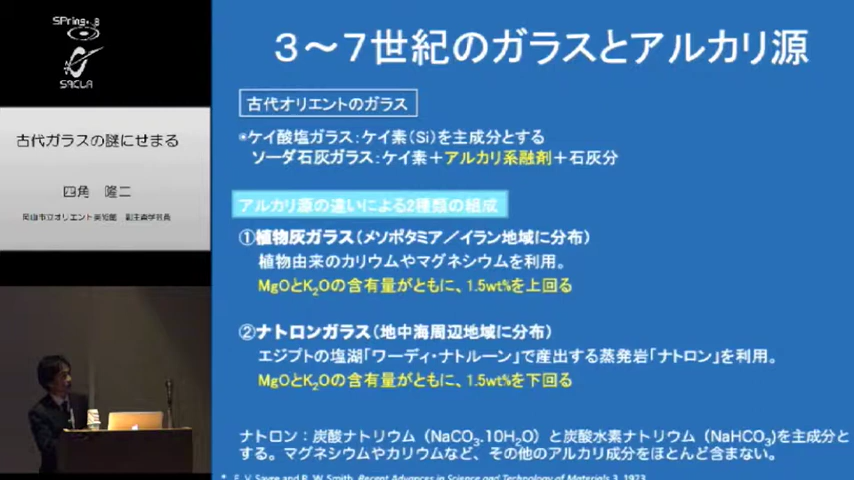 SPring-8
SACLA
古代ガラスの謎にせまる
四角 隆二
岡山市立オリエント美術館 副主査学芸員
３～７世紀のガラスとアルカリ源
古代オリエントのガラス
◉ケイ酸塩ガラス：ケイ素（Si）を主成分とする
ソーダ石灰ガラス：ケイ素＋アルカリ系融剤＋石灰分
アルカリ源の違いによる2種類の組成
①植物灰ガラス（メソポタミア／イラン地域に分布）
植物由来のカリウムやマグネシウムを利用。
MgOとK2Oの含有量がともに、1.5wt%を上回る
②ナトロンガラス（地中海周辺地域に分布）
エジプトの塩湖「ワーディ・ナトルーン」で産出する蒸発岩「ナトロン」を利用。
MgOとK2Oの含有量がともに、1.5wt%を下回る
ナトロン：炭酸ナトリウム（NaCO3.10H2O）と炭酸水素ナトリウム（NaHCO3)を主成分と
する。マグネシウムやカリウムなど、その他のアルカリ成分をほとんど含まない。
* E. V. Sayre and R. W. Smith, Recent Advances in Science and Technology of Materials 3, 1973